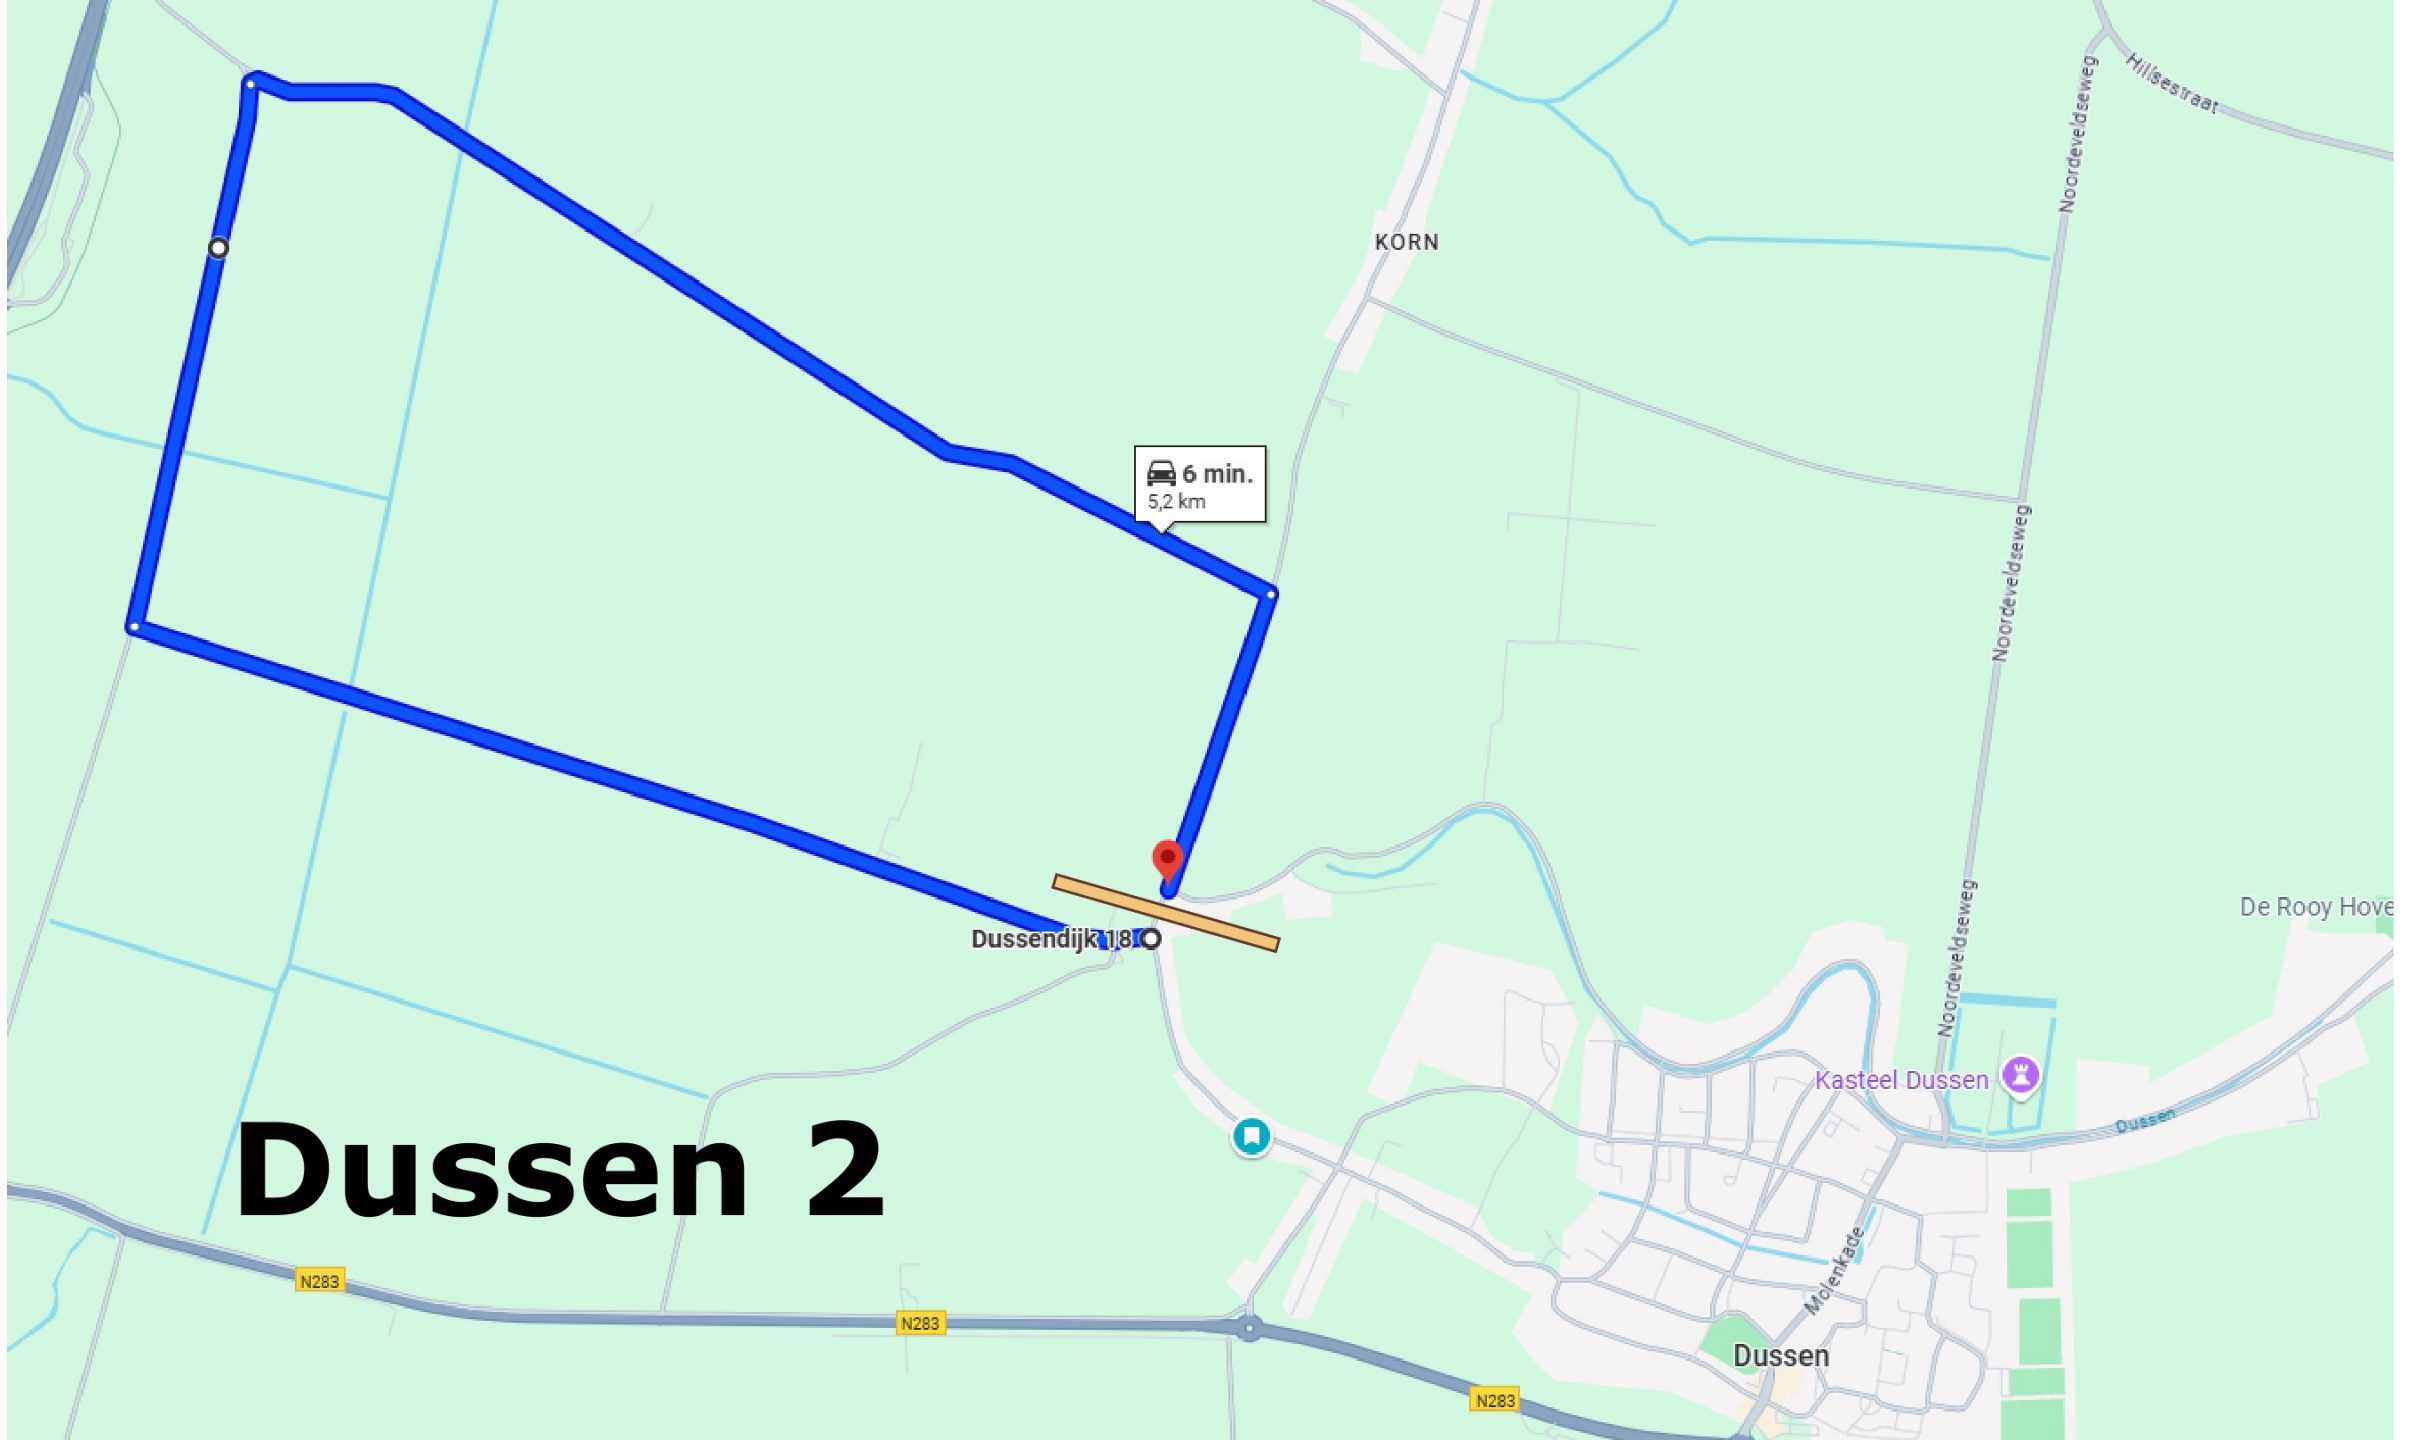 Hillsestraat
Noordeveldseweg
KORN
6 min.
5,2 km
Noordeveldseweg
De Rooy Hove
Dussendijk 18
Noordeveldseweg
Kasteel Dussen
Dussen
Dussen 2
Molenkade
N283
N283
Dussen
N283